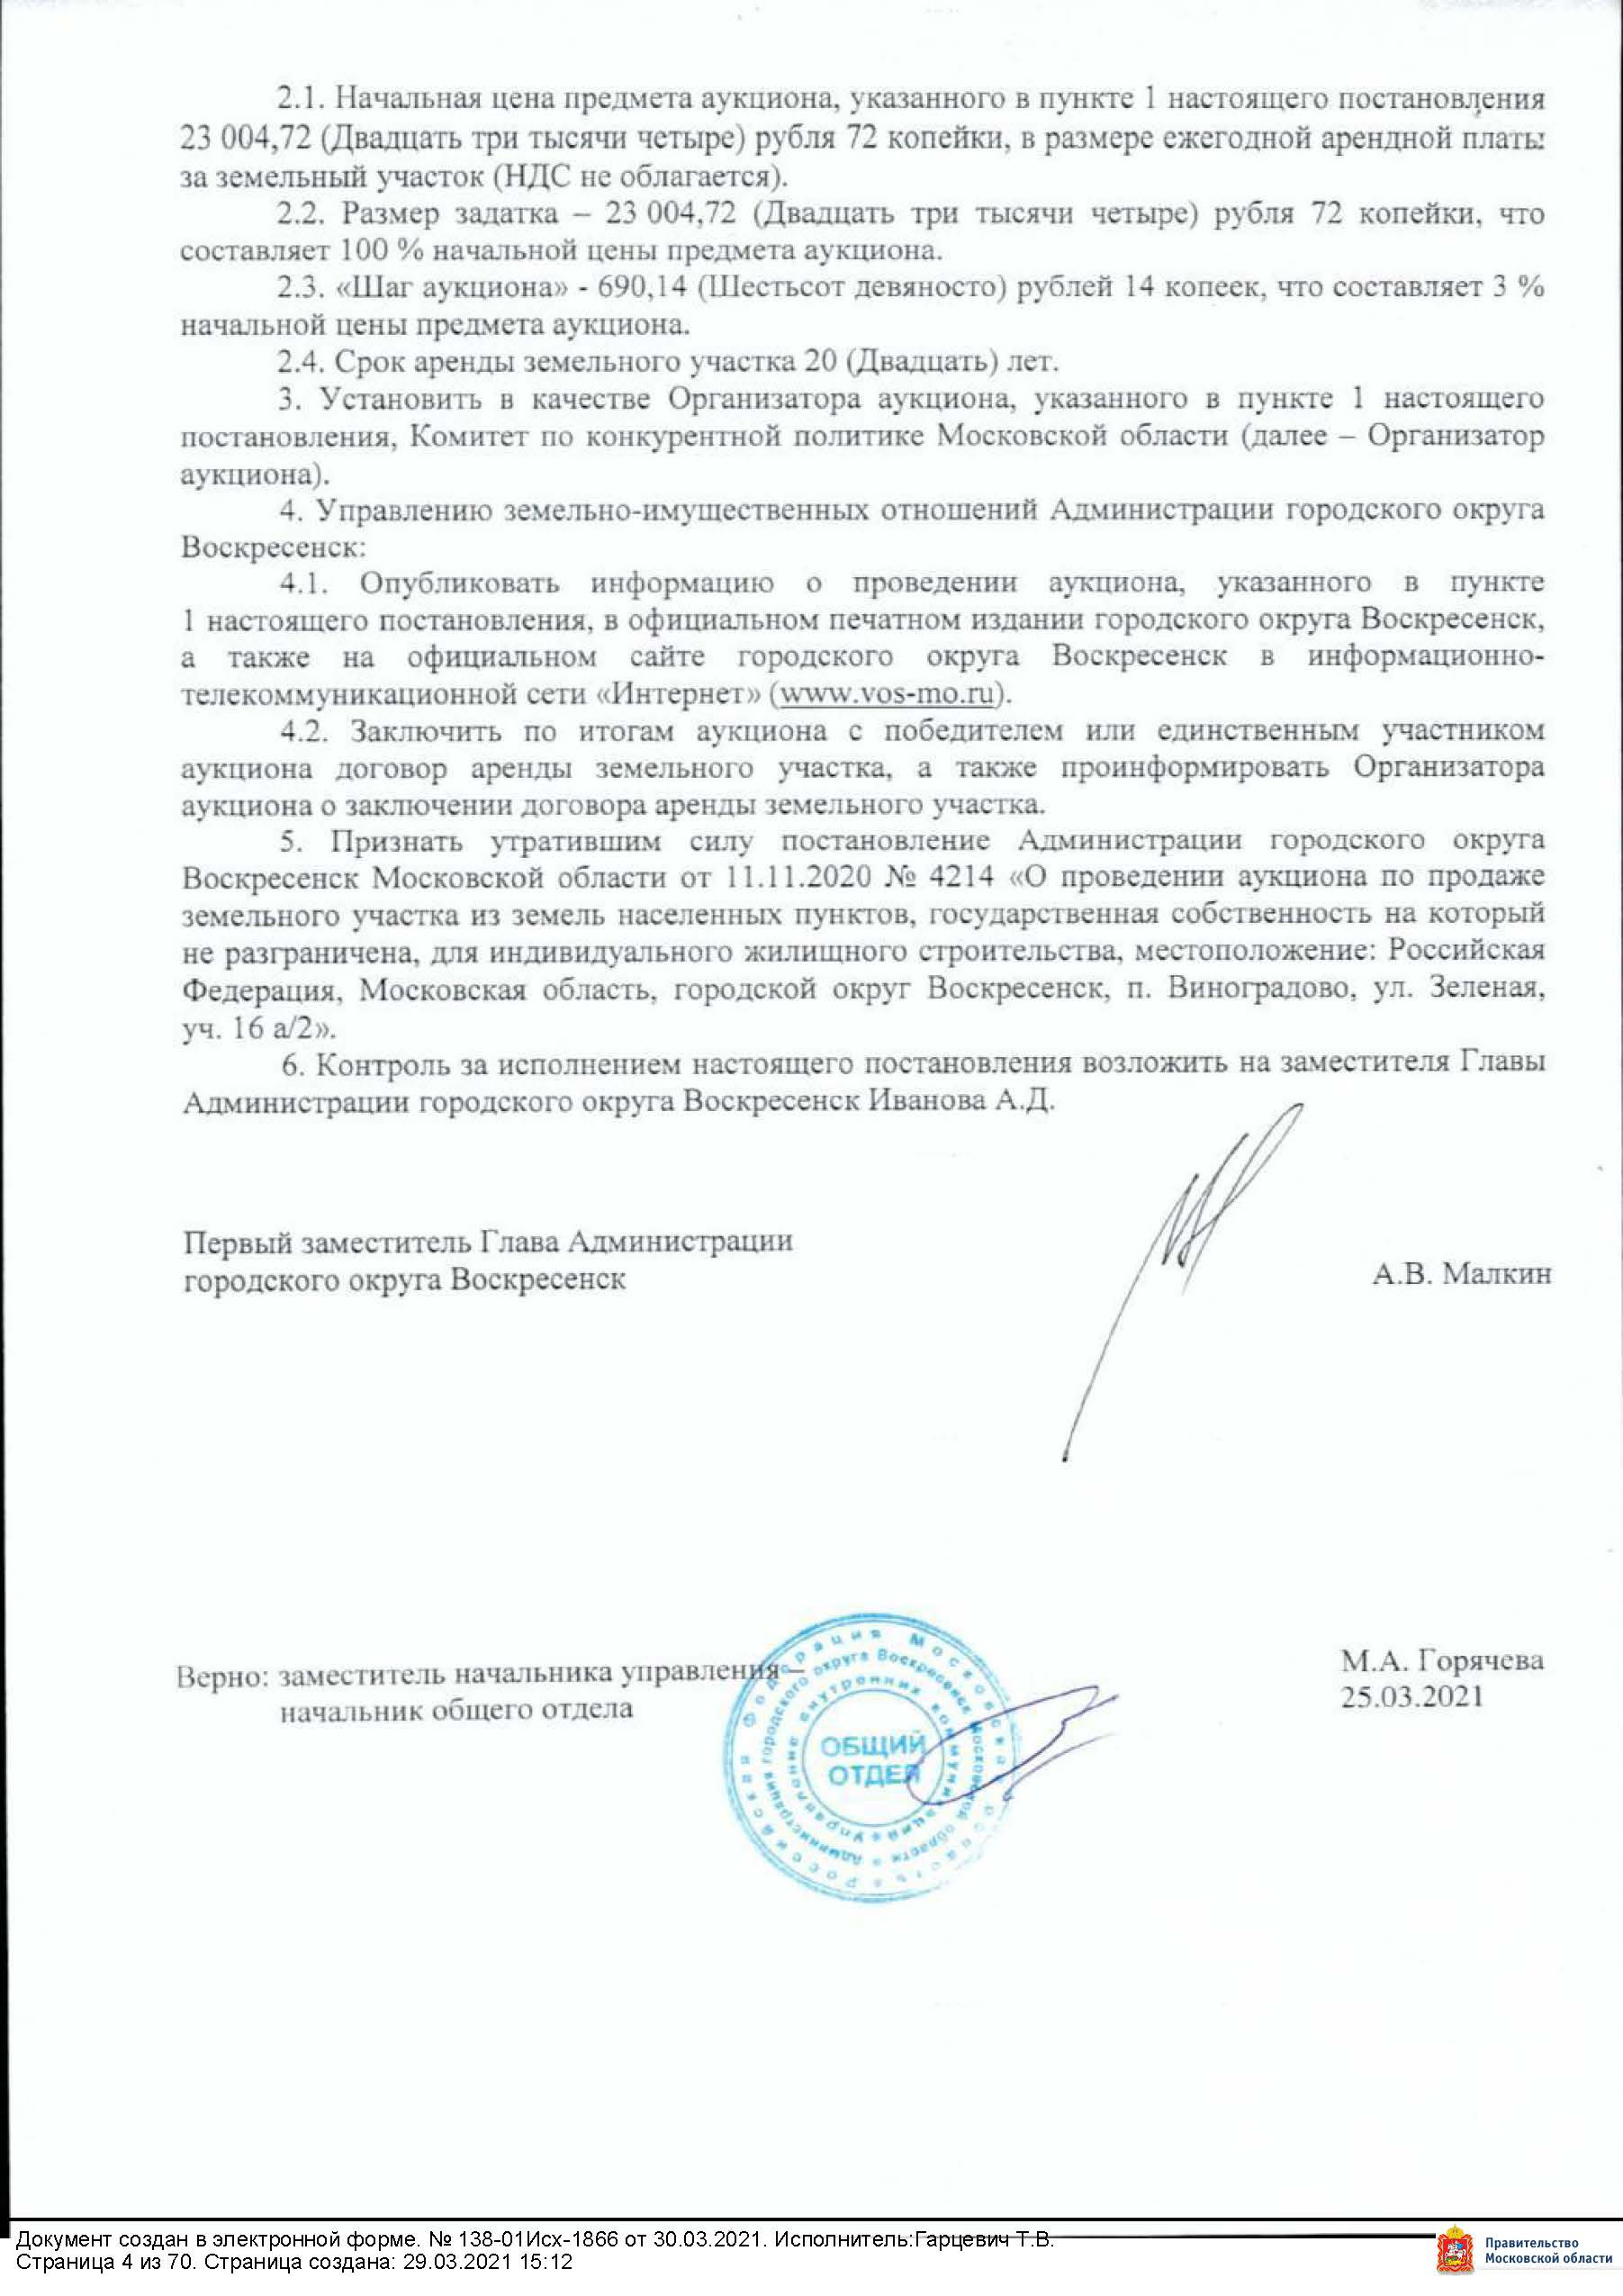 2.1. Начальная цена предмета аукциона, указанного в пункте 1 настоящего постановления
23 004,72 (Двадцать три тысячи четыре) рубля 72 копейки, в размере ежегодной арендной платы
за земельный участок (НДС не облагается).
2.2. Размер задатка – 23 004,72 (Двадцать три тысячи четыре) рубля 72 копейки, что
составляет 100 % начальной цены предмета аукциона.
2.3. «Шаг аукциона» - 690,14 (Шестьсот девяносто) рублей 14 копеек, что составляет 3 %
начальной цены предмета аукциона.
2.4. Срок аренды земельного участка 20 (Двадцать) лет.
3. Установить в качестве Организатора аукциона, указанного в пункте 1 настоящего
постановления, Комитет по конкурентной политике Московской области (далее – Организатор
аукциона).
4. Управлению земельно-имущественных отношений Администрации городского округа
Воскресенск:
4.1. Опубликовать информацию о проведении аукциона, указанного в пункте
1 настоящего постановления, в официальном печатном издании городского округа Воскресенск,
а также на официальном сайте городского округа Воскресенск в информационно-
телекоммуникационной сети «Интернет» (www.vos-mo.ru).
4.2. Заключить по итогам аукциона с победителем или единственным участником
аукциона договор аренды земельного участка, а также проинформировать Организатора
аукциона о заключении договора аренды земельного участка.
5. Признать утратившим силу постановление Администрации городского округа
Воскресенск Московской области от 11.11.2020 № 4214 «О проведении аукциона по продаже
земельного участка из земель населенных пунктов, государственная собственность на который
не разграничена, для индивидуального жилищного строительства, местоположение: Российская
Федерация, Московская область, городской округ Воскресенск, п. Виноградово, ул. Зеленая,
уч. 16 а/2».
6. Контроль за исполнением настоящего постановления возложить на заместителя Главы
Администрации городского округа Воскресенск Иванова А.Д.
Первый заместитель Глава Администрации
городского округа Воскресенск
А.В. Малкин
Верно: заместитель начальника управления –
начальник общего отдела
М.А. Горячева
25.03.2021
Российская Федерация Московская область
Администрация городского округа Воскресенск Московской области
Управление внутренних коммуникаций
ОБЩИЙ
ОТДЕЛ
Документ создан в электронной форме. № 138-01Исх-1866 от 30.03.2021. Исполнитель:Гарцевич Т.В.
Страница 4 из 70. Страница создана: 29.03.2021 15:12
Правительство
Московской области